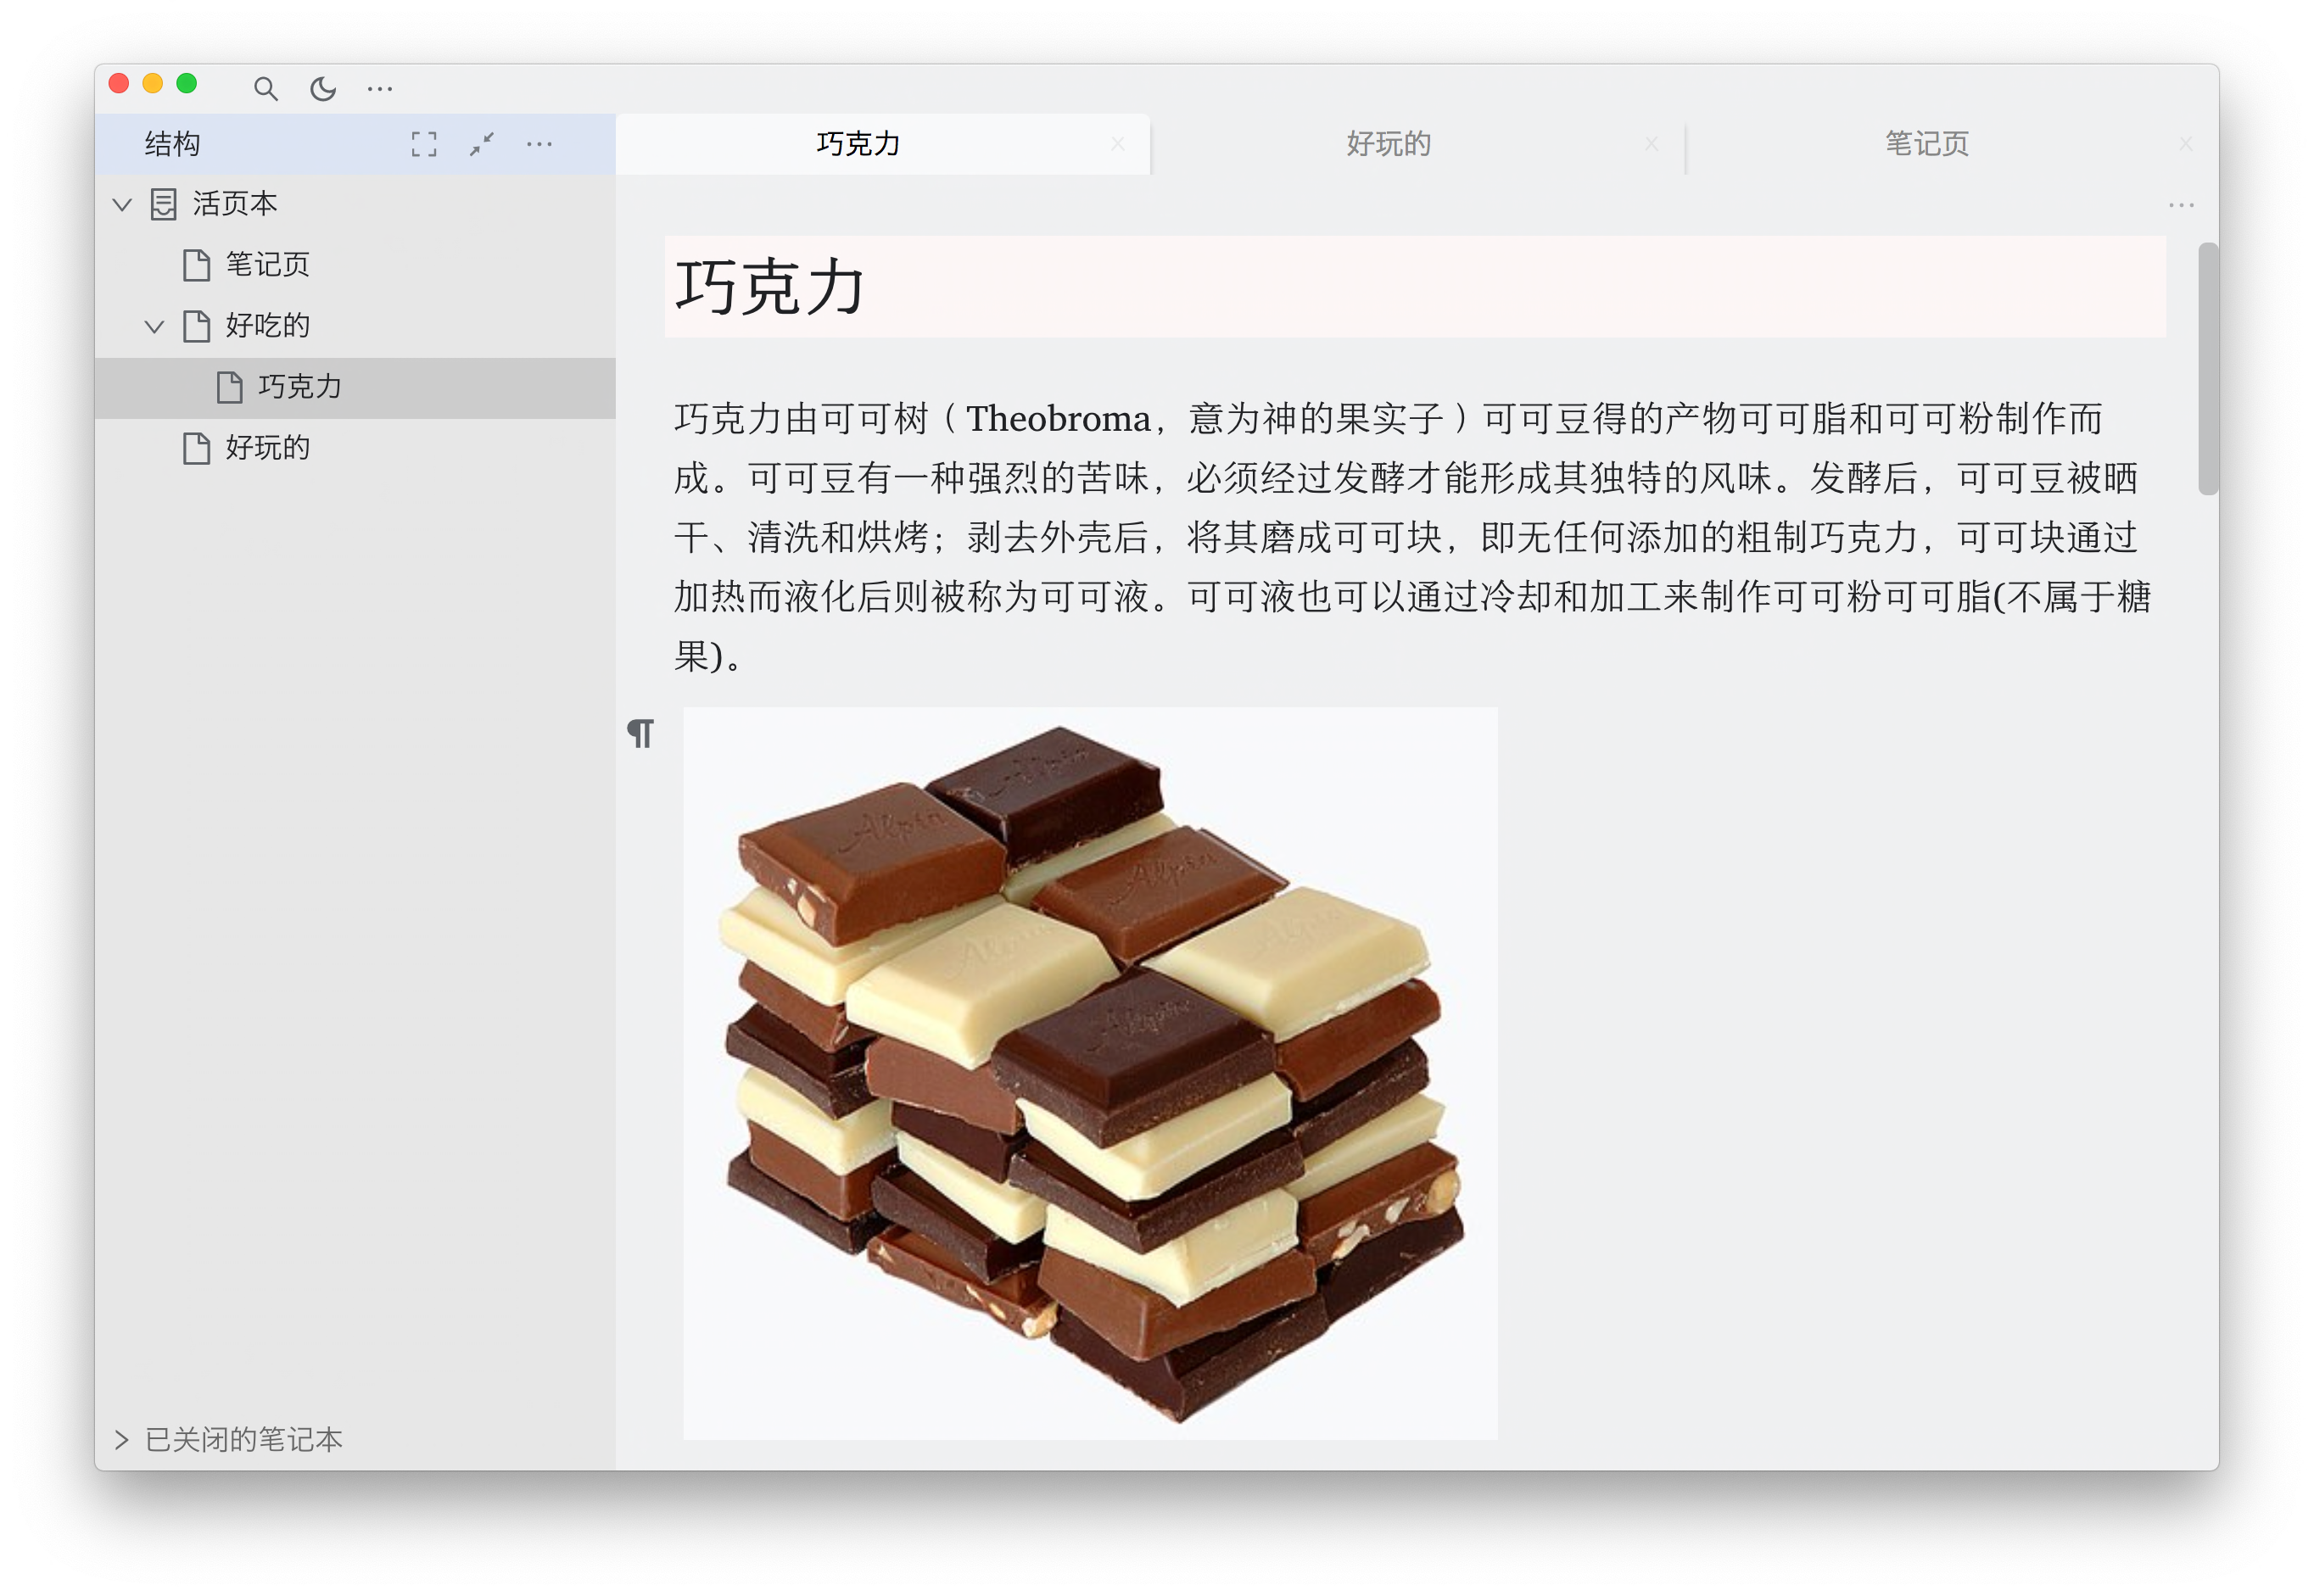 结构
巧克力
好玩的
笔记页
活页本
笔记页
好吃的
巧克力
好玩的
已关闭的笔记本
巧克力
巧克力由可可树（Theobroma，意为神的果实子）可可豆得的产物可可脂和可可粉制作而
成。可可豆有一种强烈的苦味，必须经过发酵才能形成其独特的风味。发酵后，可可豆被晒
干、清洗和烘烤；剥去外壳后，将其磨成可可块，即无任何添加的粗制巧克力，可可块通过
加热而液化后则被称为可可液。可可液也可以通过冷却和加工来制作可可粉可可脂(不属于糖
果)。
Alpia
Alpia